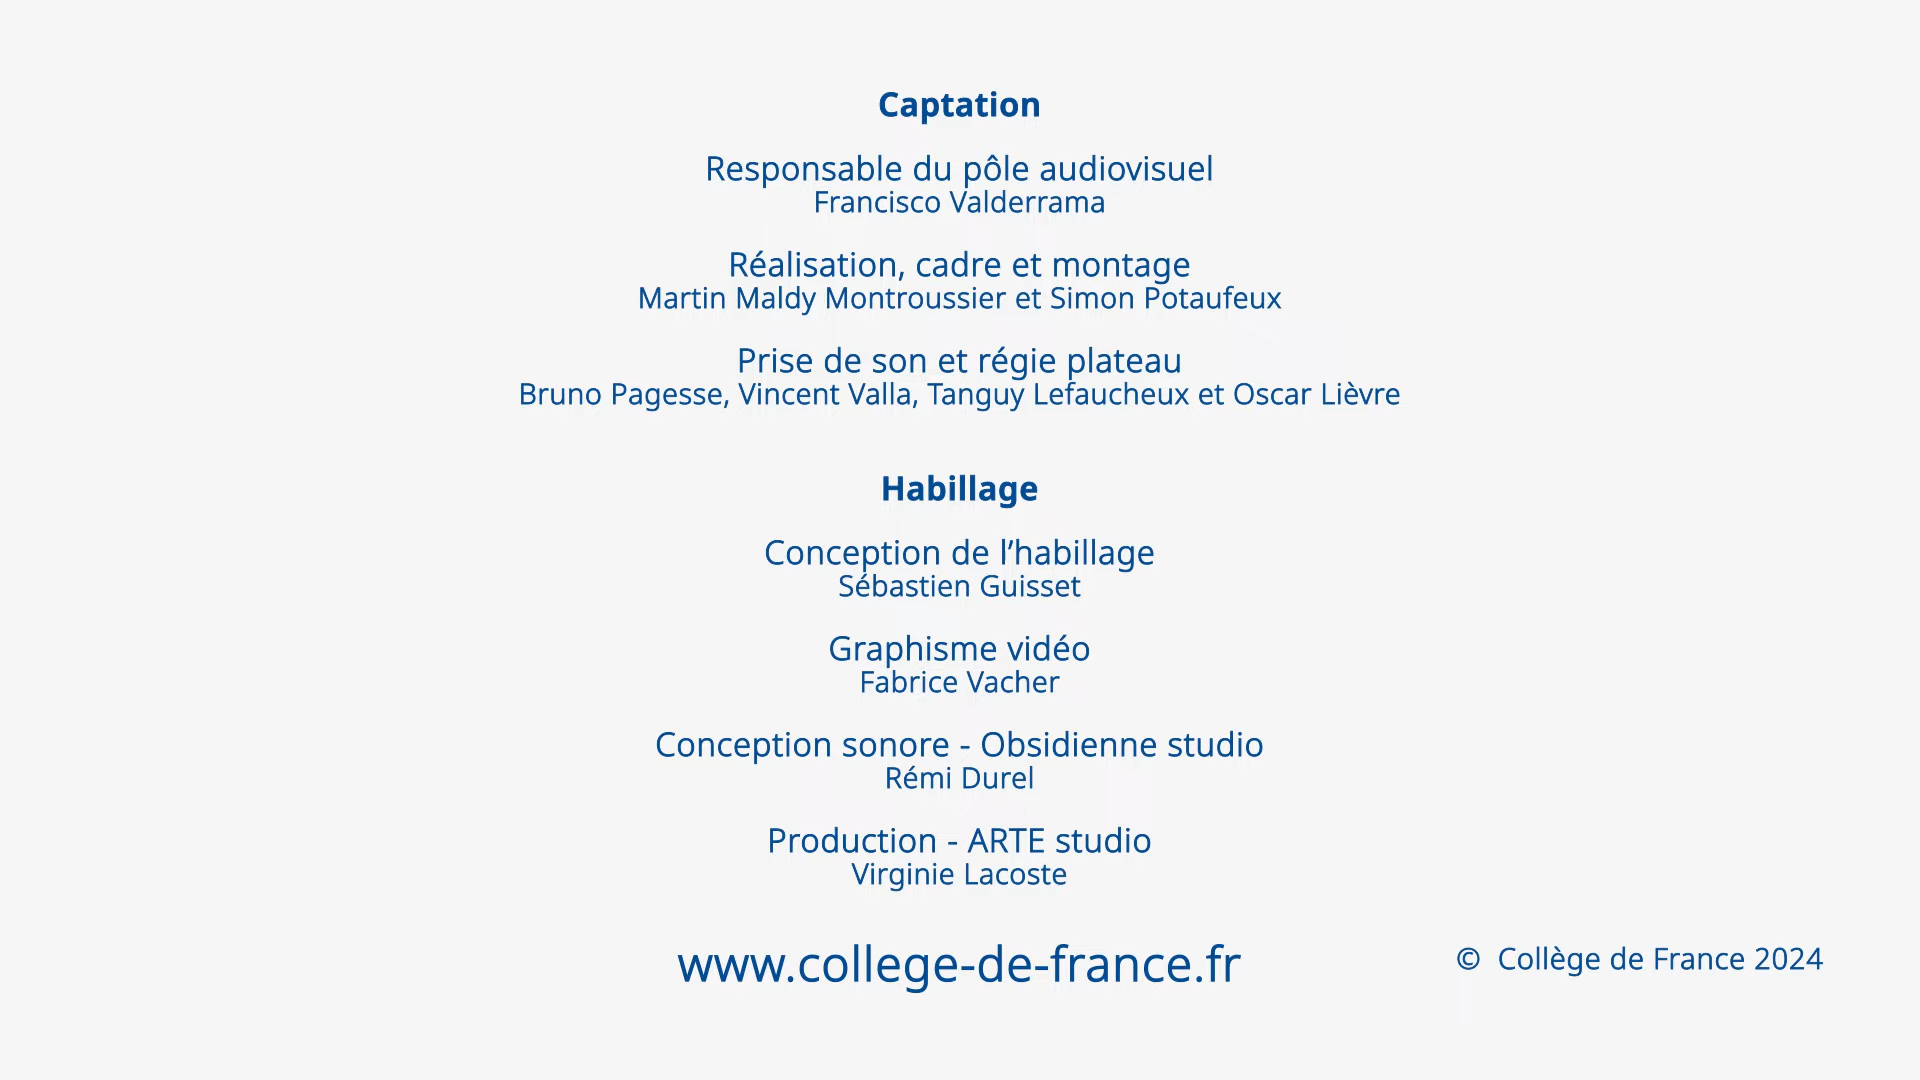 Captation
Responsable du pôle audiovisuel
Francisco Valderrama
Réalisation, cadre et montage
Martin Maldy Montroussier et Simon Potaufeux
Prise de son et régie plateau
Bruno Pagesse, Vincent Valla, Tanguy Lefaucheux et Oscar Lièvre
Habillage
Conception de l’habillage
Sébastien Guisset
Graphisme vidéo
Fabrice Vacher
Conception sonore - Obsidienne studio
Rémi Durel
Production - ARTE studio
Virginie Lacoste
www.college-de-france.fr
© Collège de France 2024